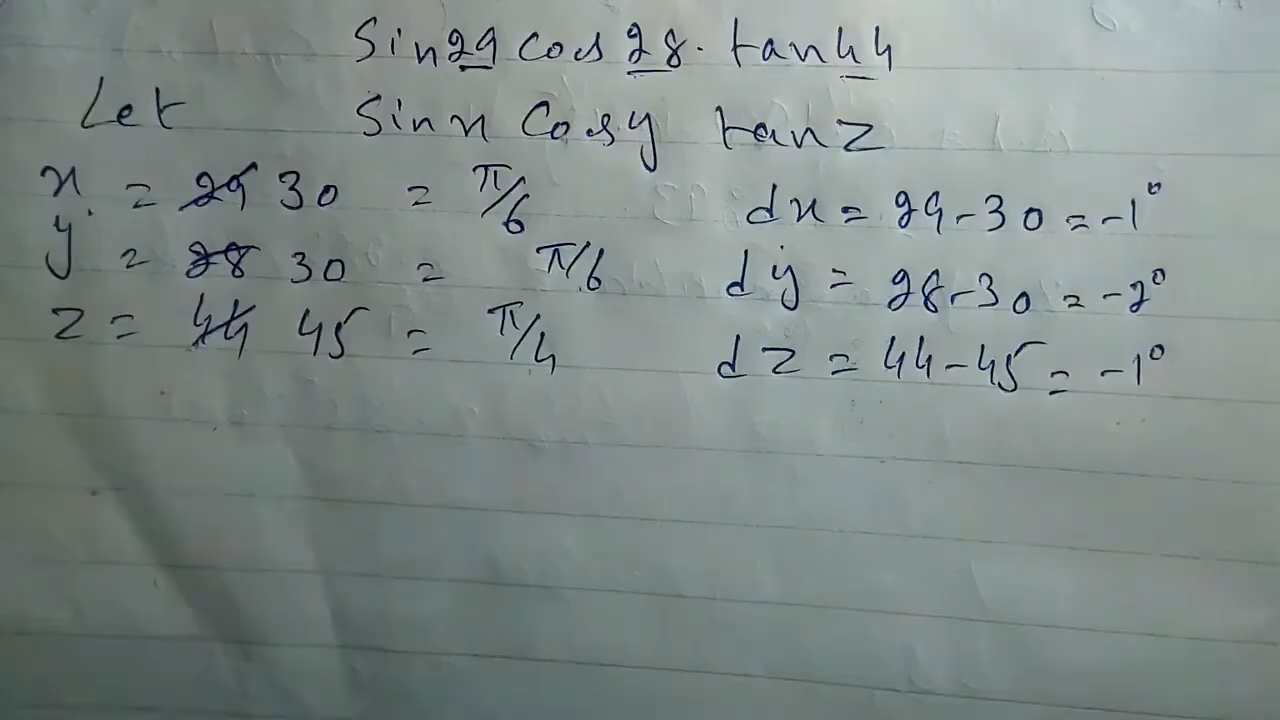 Sin29 cos 28. tan44
Let Sinx Cosy tanz
x = 29 30 = π/6 dx = 29-30 = -1°
y = 28 30 = π/6 dy = 28-30 = -2°
z = 44 45 = π/4 dz = 44-45 = -1°